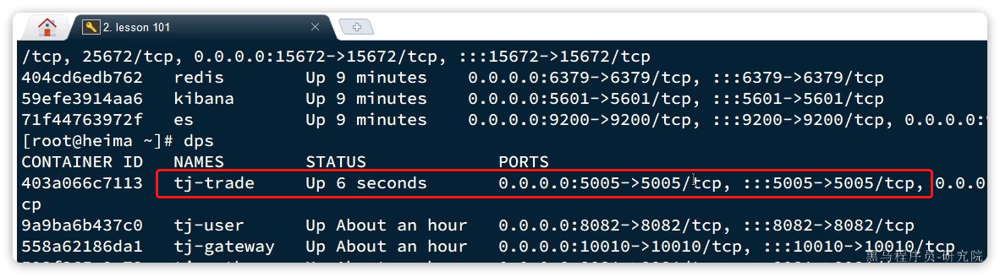 2. lesson 101
/tcp, 25672/tcp, 0.0.0.0:15672->15672/tcp, :::15672->15672/tcp
404cd6edb762 redis Up 9 minutes 0.0.0.0:6379->6379/tcp, :::6379->6379/tcp
59efe3914aa6 kibana Up 9 minutes 0.0.0.0:5601->5601/tcp, :::5601->5601/tcp
71f44763972f es Up 9 minutes 0.0.0.0:9200->9200/tcp, :::9200->9200/tcp, 0.0.0.0:
[root@heima ~]# dps
CONTAINER ID NAMES STATUS PORTS
403a066c7113 tj-trade Up 6 seconds 0.0.0.0:5005->5005/tcp, :::5005->5005/tcp, 0.0.0
cp
9a9ba6b437c0 tj-user Up About an hour 0.0.0.0:8082->8082/tcp, :::8082->8082/tcp
558a62186da1 tj-gateway Up About an hour 0.0.0.0:10010->10010/tcp, :::10010->10010/tcp
黑马程序员-研究院